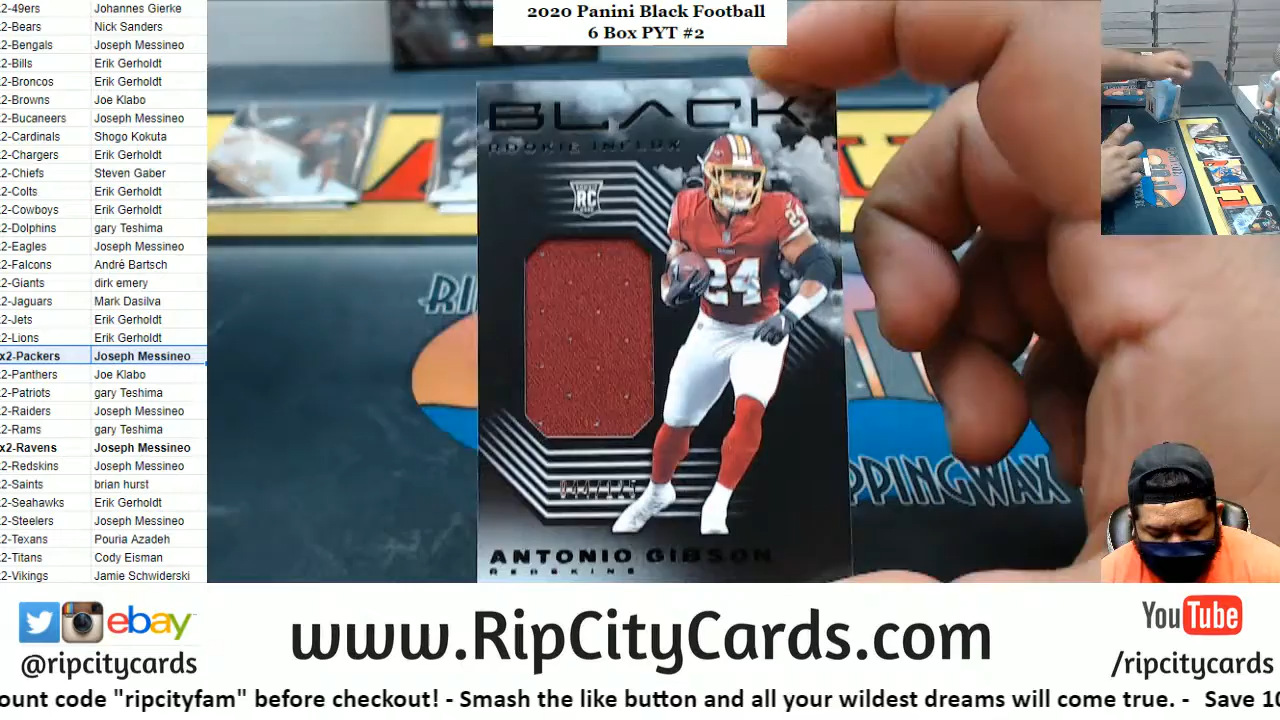 2020 Panini Black Football
6 Box PYT #2
2-49ers Johannes Gierke
2-Bears Nick Sanders
2-Bengals Joseph Messineo
2-Bills Erik Gerholdt
2-Broncos Erik Gerholdt
2-Browns Joe Klabo
2-Bucaneers Joseph Messineo
2-Cardinals Shogo Kokuta
2-Chargers Erik Gerholdt
2-Chiefs Steven Gaber
2-Colts Erik Gerholdt
2-Cowboys Erik Gerholdt
2-Dolphins gary Teshima
2-Eagles Joseph Messineo
2-Falcons André Bartsch
2-Giants dirk emery
2-Jaguars Mark Dasilva
2-Jets Erik Gerholdt
2-Lions Erik Gerholdt
x2-Packers Joseph Messineo
2-Panthers Joe Klabo
2-Patriots gary Teshima
2-Raiders Joseph Messineo
2-Rams gary Teshima
x2-Ravens Joseph Messineo
2-Redskins Joseph Messineo
2-Saints brian hurst
2-Seahawks Erik Gerholdt
2-Steelers Joseph Messineo
2-Texans Pouria Azadeh
2-Titans Cody Eisman
2-Vikings Jamie Schwiderski
BLACK
ROOKIE INFLUX
RC
24
24
ANTONIO GIBSON
REDSKINS
RI
PPINGWAX
ebay
@ripcitycards
www.RipCityCards.com
YouTube
/ripcitycards
ount code "ripcityfam" before checkout! - Smash the like button and all your wildest dreams will come true. - Save 10